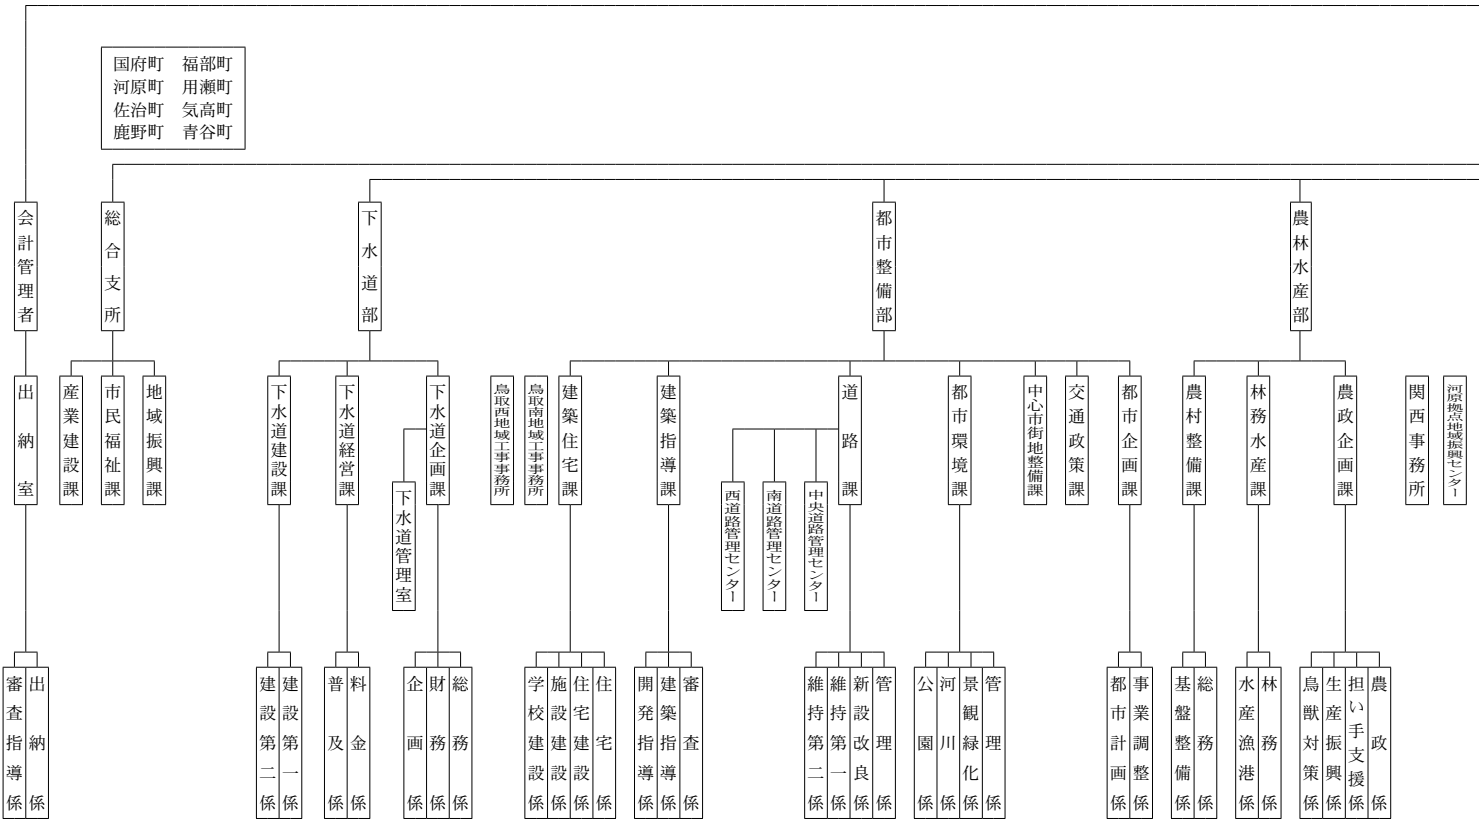 国府町 福部町
河原町 用瀬町
佐治町 気高町
鹿野町 青谷町
会計管理者
総合支所
下水道部
都市整備部
農林水産部
出納室
産業建設課
市民福祉課
地域振興課
下水道建設課
下水道経営課
下水道企画課
鳥取西地域工事事務所
鳥取南地域工事事務所
建築住宅課
建築指導課
道路課
都市環境課
中心市街地整備課
交通政策課
都市企画課
農村整備課
林務水産課
農政企画課
関西事務所
河原拠点地域振興センター
下水道管理室
西道路管理センター
南道路管理センター
中央道路管理センター
審査指導係
出納係
建設第二係
建設第一係
普及係
料金係
企画係
財務係
総務係
学校建設係
施設建設係
住宅建設係
住宅係
開発指導係
建築指導係
審査係
維持第二係
維持第一係
新設改良係
管理係
公園係
河川係
景観緑化係
管理係
都市計画係
事業調整係
基盤整備係
総務係
水産漁港係
林務係
鳥獣対策係
生産振興係
担い手支援係
農政係